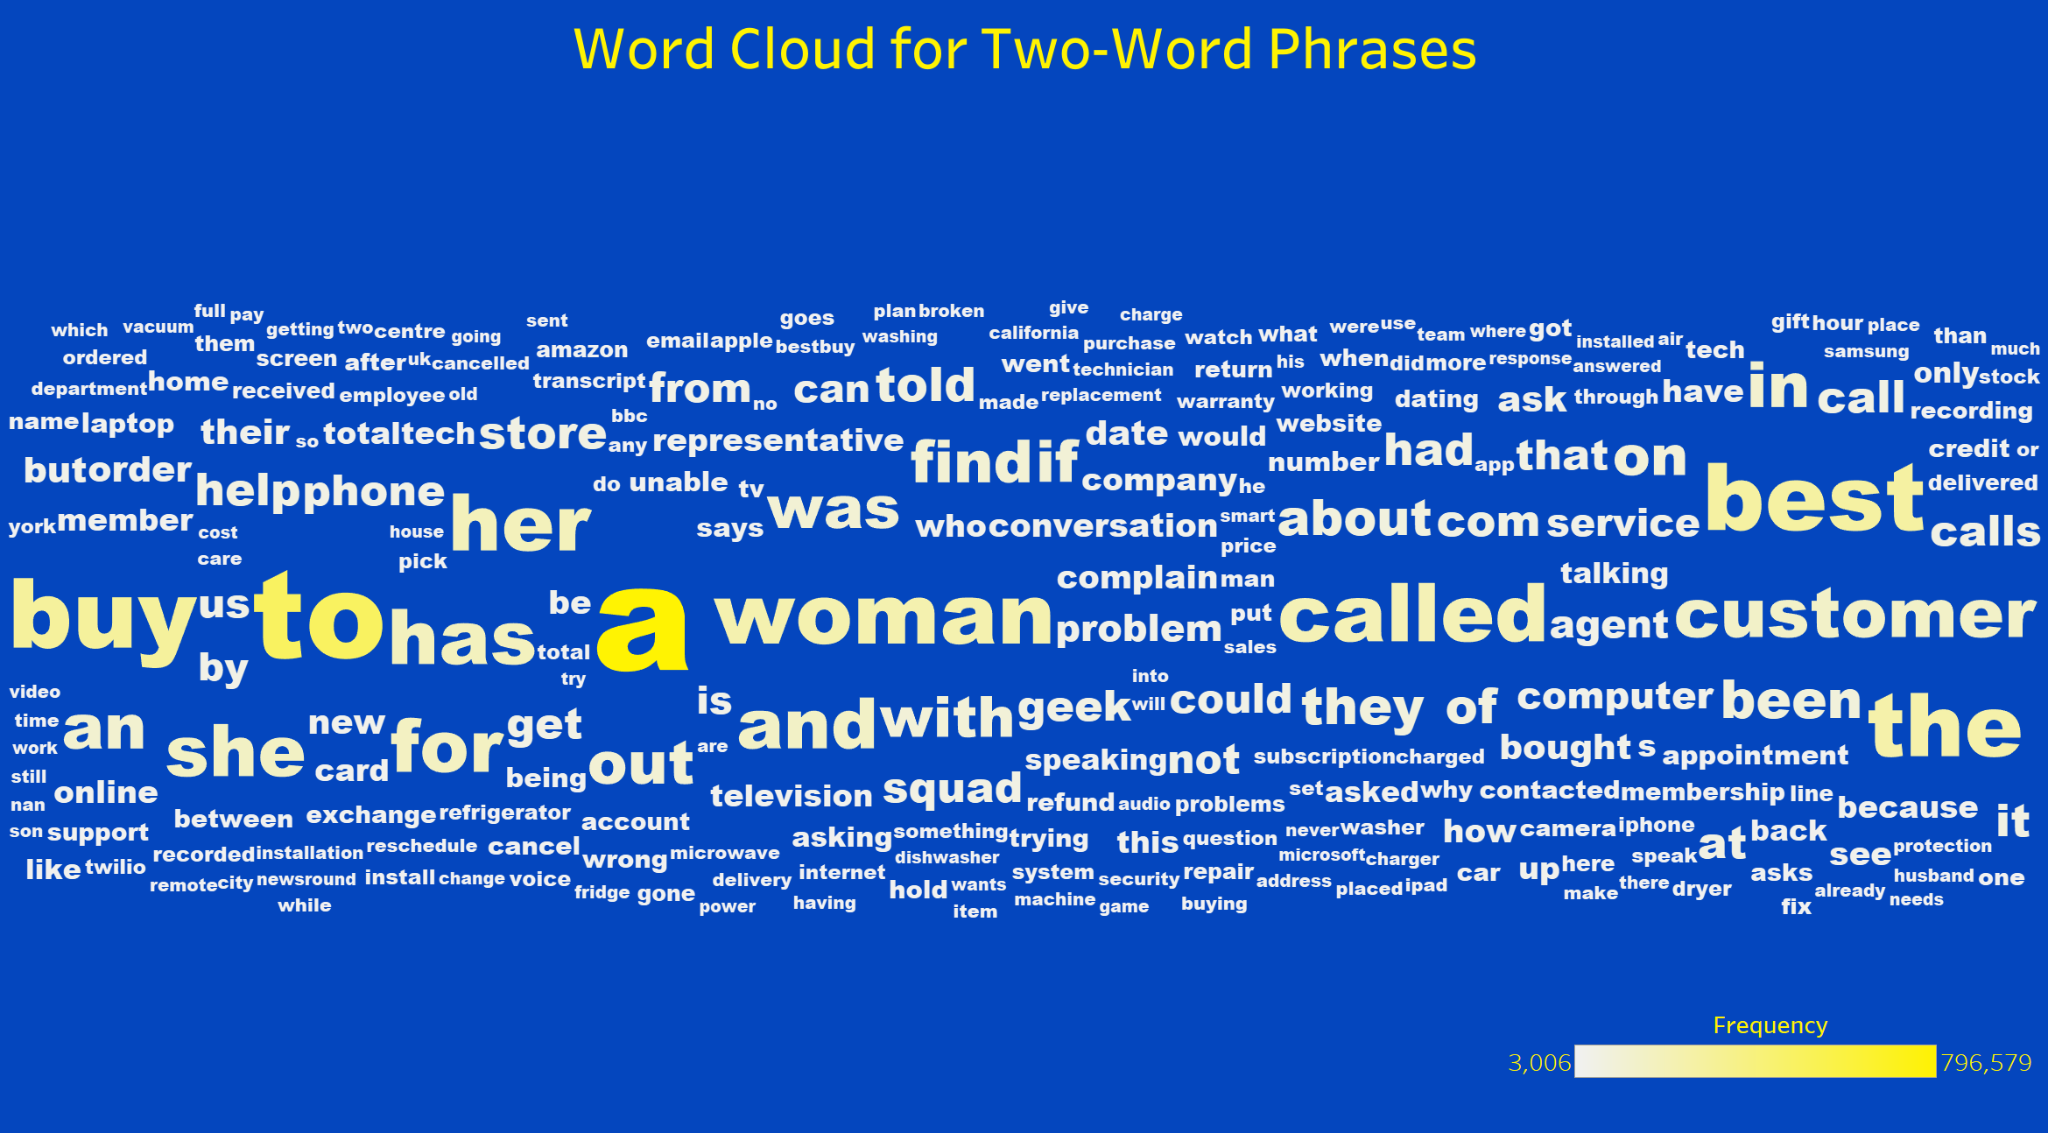 Word Cloud for Two-Word Phrases
full pay sent goes plan broken give charge gift hour place
which vacuum getting two centre going emailapple bestbuy washing california purchase watch what were use team where got installed air than
ordered them screen after uk cancelled amazon transcript went technician return his when did more response answered tech samsung much
department home received employee old from no can told made replacement warranty working dating ask through have in call only stock recording
name laptop their so totaltech store bbc any representative find if date would website number had app that on credit or
but order help phone her do unable tv was company he best delivered
york member cost care house pick says who conversation smart price about com service calls
buy us to has be total try a woman complain man problem put sales called talking agent customer
by
video time work an she new card for get being out is are and with geek into will could they of computer been the
still nan son online speaking not subscription charged bought s appointment
support between exchange refrigerator account television squad refund audio problems set asked why contacted membership line because it
like twilio recorded installation reschedule cancel wrong microwave asking something trying this question never washer how camera iphone at back see protection
remote city newsround install change voice fridge gone delivery internet dishwasher hold wants system security repair address microsoft charger placed ipad car up here speak there dryer asks already husband one
while power having item machine game buying make fix needs
Frequency
3,006 796,579